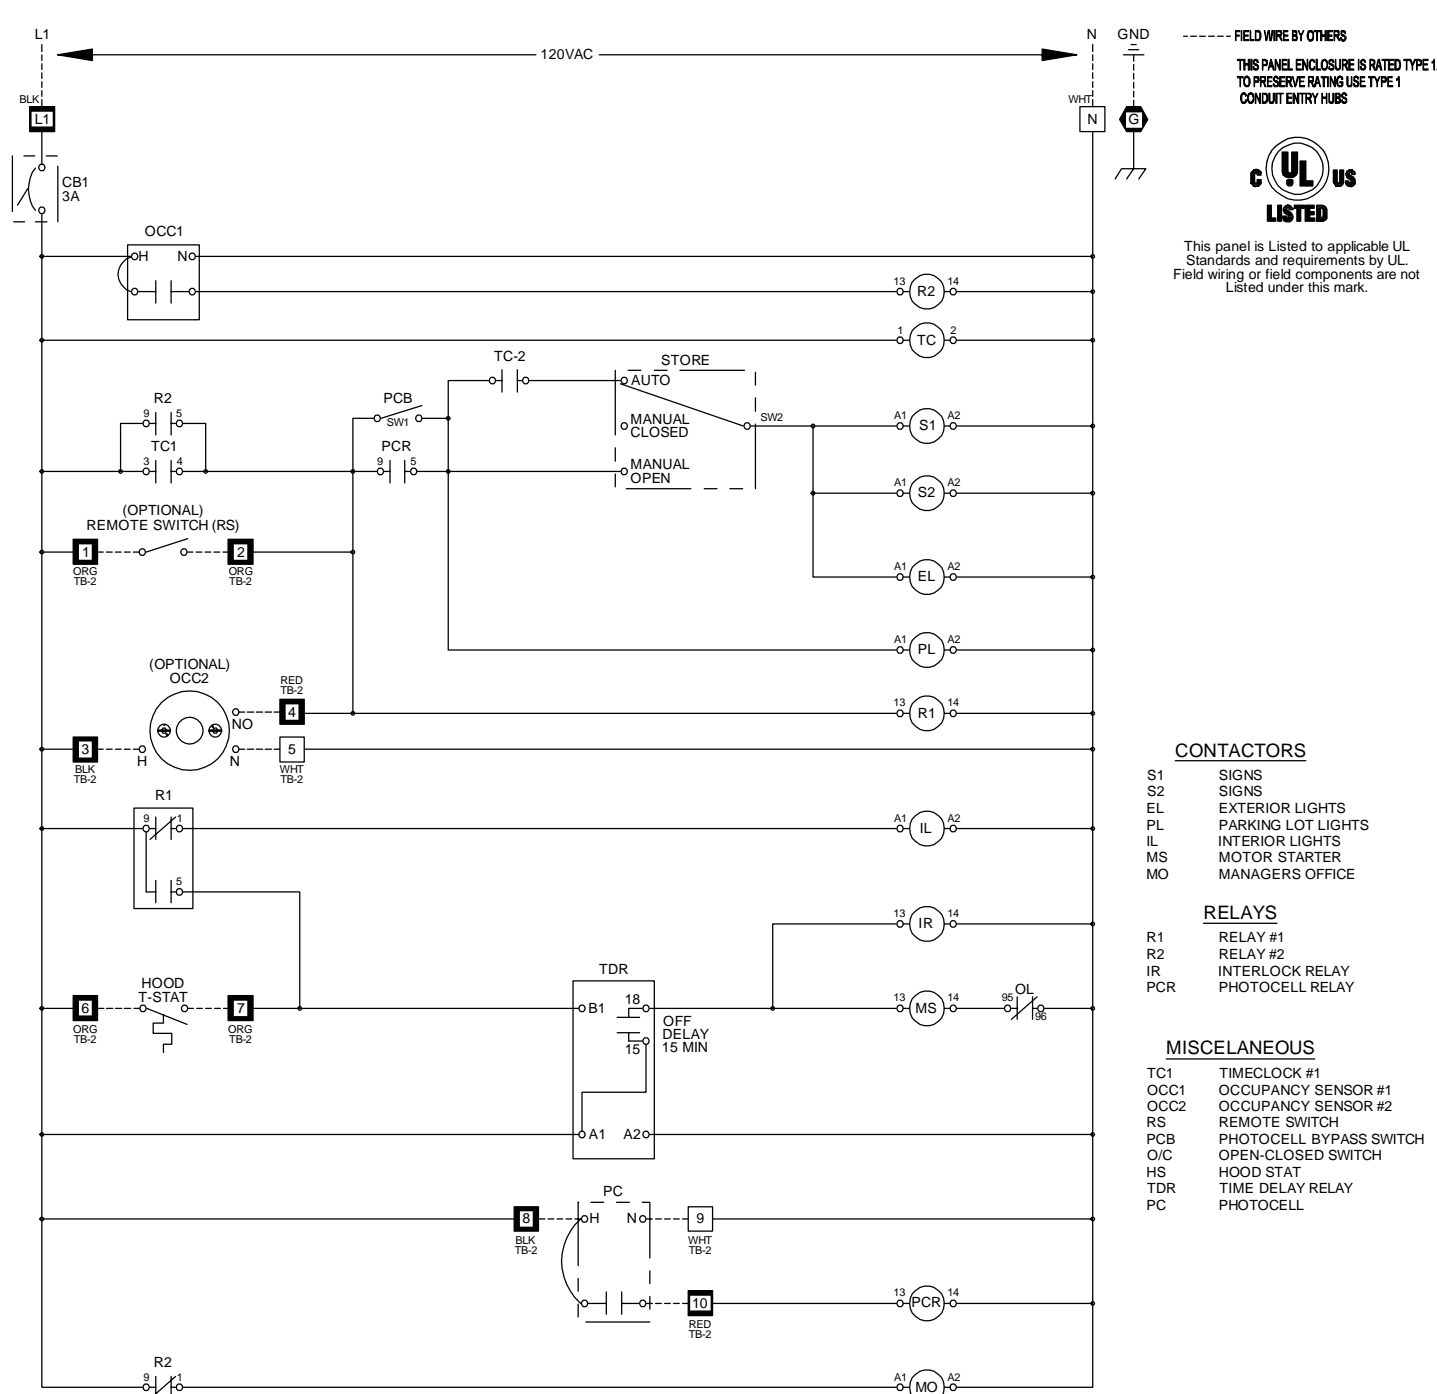 L1
120VAC
N
GND
FIELD WIRE BY OTHERS
THIS PANEL ENCLOSURE IS RATED TYPE 1
TO PRESERVE RATING USE TYPE 1
CONDUIT ENTRY HUBS
BLK
L1
WHT
N
G
CB1
3A
C UL US
LISTED
This panel is Listed to applicable UL
Standards and requirements by UL.
Field wiring or field components are not
Listed under this mark.
OCC1
H N
13 R2 14
1 TC 2
TC-2
STORE
AUTO
MANUAL
CLOSED
MANUAL
OPEN
SW2
R2
9 5
TC1
3 4
PCB
SW1
PCR
9 5
A1 S1 A2
A1 S2 A2
(OPTIONAL)
REMOTE SWITCH (RS)
1
ORG
TB-2
2
ORG
TB-2
A1 EL A2
A1 PL A2
(OPTIONAL)
OCC2
RED
TB-2
4
NO
13 R1 14
3
BLK
TB-2
H
N
5
WHT
TB-2
R1
9 1
5
A1 IL A2
13 IR 14
HOOD
T-STAT
6
ORG
TB-2
7
ORG
TB-2
TDR
B1
18
15
OFF
DELAY
15 MIN
A1 A2
13 MS 14
OL
95
96
PC
8
BLK
TB-2
H N
9
WHT
TB-2
10
RED
TB-2
13 PCR 14
R2
9 1
A1 MO A2
CONTACTORS
S1 SIGNS
S2 SIGNS
EL EXTERIOR LIGHTS
PL PARKING LOT LIGHTS
IL INTERIOR LIGHTS
MS MOTOR STARTER
MO MANAGERS OFFICE
RELAYS
R1 RELAY #1
R2 RELAY #2
IR INTERLOCK RELAY
PCR PHOTOCELL RELAY
MISCELANEOUS
TC1 TIMECLOCK #1
OCC1 OCCUPANCY SENSOR #1
OCC2 OCCUPANCY SENSOR #2
RS REMOTE SWITCH
PCB PHOTOCELL BYPASS SWITCH
O/C OPEN-CLOSED SWITCH
HS HOOD STAT
TDR TIME DELAY RELAY
PC PHOTOCELL